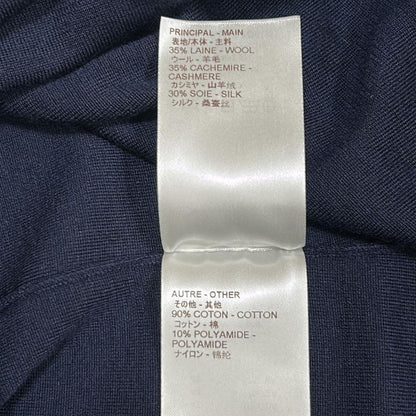 PRINCIPAL - MAIN
表地/本体 - 主料
35% LAINE - WOOL
ウール - 羊毛
35% CACHEMIRE -
CASHMERE
カシミヤ - 山羊绒
30% SOIE - SILK
シルク - 桑蚕丝
AUTRE - OTHER
その他 - 其他
90% COTON - COTTON
コットン - 棉
10% POLYAMIDE -
POLYAMIDE
ナイロン - 锦纶